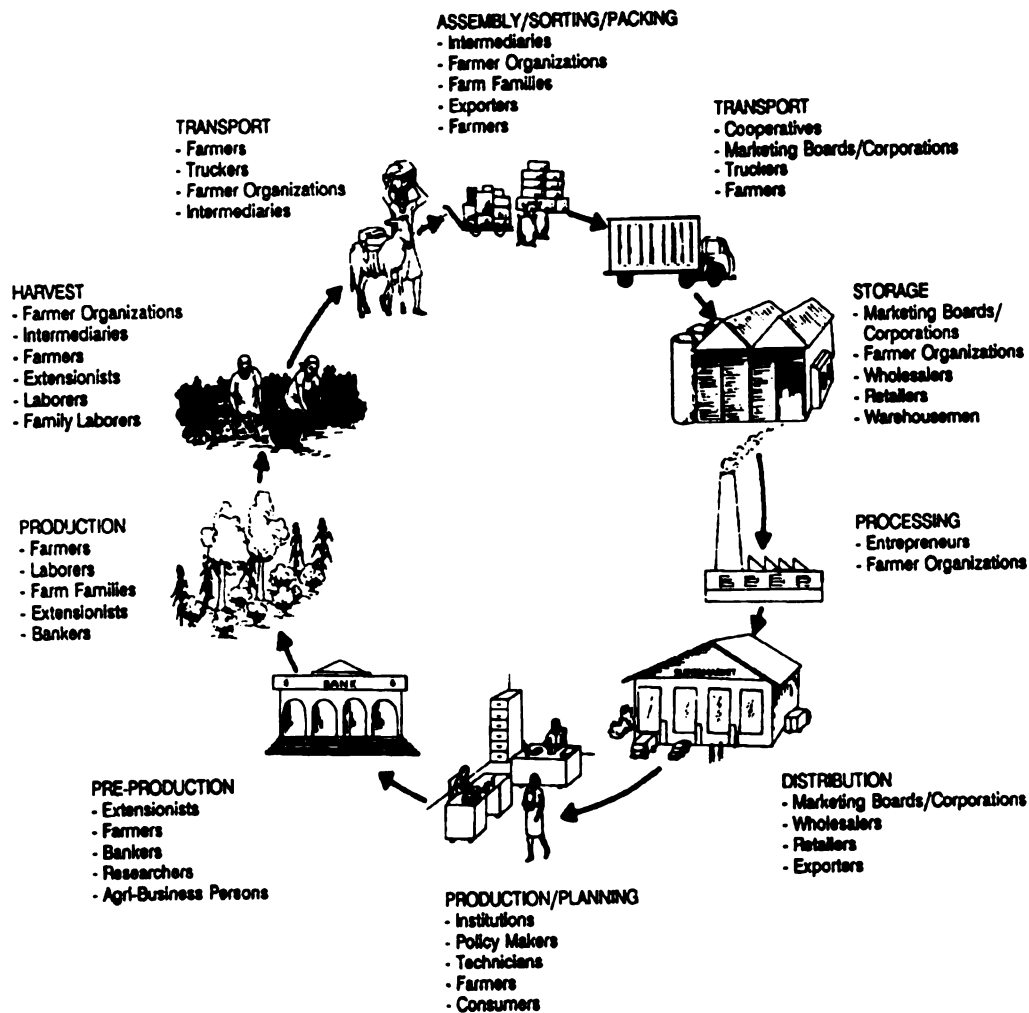 ASSEMBLY/SORTING/PACKING
- Intermediaries
- Farmer Organizations
- Farm Families
- Exporters
- Farmers
TRANSPORT
- Cooperatives
- Marketing Boards/Corporations
- Truckers
- Farmers
STORAGE
- Marketing Boards/
Corporations
- Farmer Organizations
- Wholesalers
- Retailers
- Warehousemen
PROCESSING
- Entrepreneurs
- Farmer Organizations
SUPERMARKET
DISTRIBUTION
- Marketing Boards/Corporations
- Wholesalers
- Retailers
- Exporters
PRODUCTION/PLANNING
- Institutions
- Policy Makers
- Technicians
- Farmers
- Consumers
BANK
PRE-PRODUCTION
- Extensionists
- Farmers
- Bankers
- Researchers
- Agri-Business Persons
PRODUCTION
- Farmers
- Laborers
- Farm Families
- Extensionists
- Bankers
HARVEST
- Farmer Organizations
- Intermediaries
- Farmers
- Extensionists
- Laborers
- Family Laborers
TRANSPORT
- Farmers
- Truckers
- Farmer Organizations
- Intermediaries